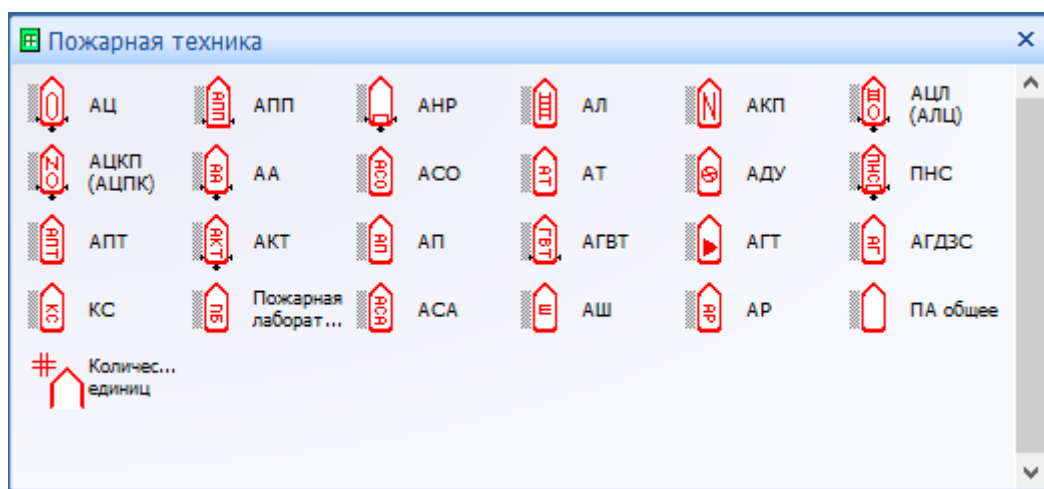 Пожарная техника
АЦ
АПП
АНР
АЛ
АКП
АЦЛ
(АЛЦ)
АЦКП
(АЦПК)
АА
АСО
АТ
АДУ
ПНС
АПТ
АКТ
АП
АГВТ
АГТ
АГДЗС
КС
Пожарная
лаборат...
АСА
АШ
АР
ПА общее
Количес...
единиц